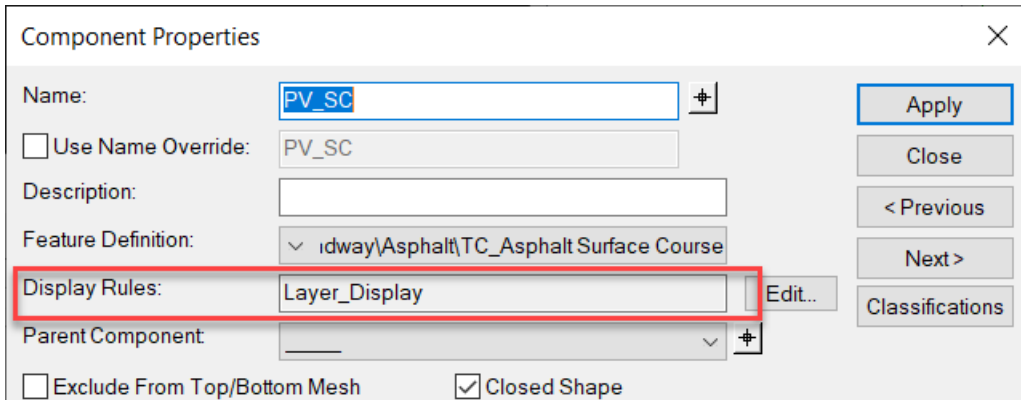 Component Properties
Name: PV_SC Apply
Use Name Override: PV_SC Close
Description: < Previous
Feature Definition: ıdway\Asphalt\TC_Asphalt Surface Course Next >
Display Rules: Layer_Display Edit... Classifications
Parent Component: _____
Exclude From Top/Bottom Mesh Closed Shape